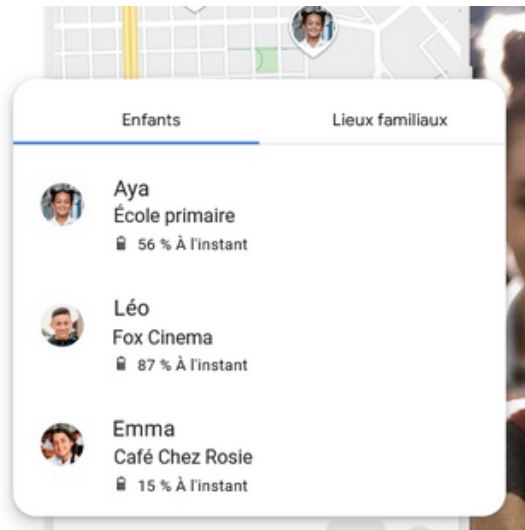 Enfants
Lieux familiaux
Aya
École primaire
56 % À l'instant
Léo
Fox Cinema
87 % À l'instant
Emma
Café Chez Rosie
15 % À l'instant